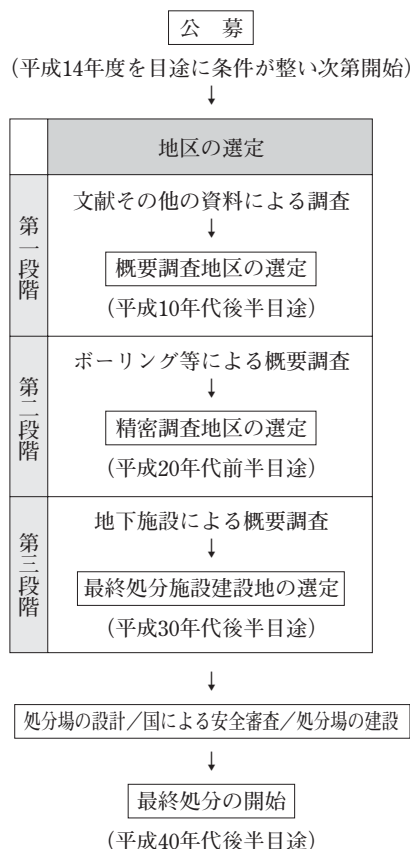 公　募
(平成14年度を目途に条件が整い次第開始)
↓
地区の選定
第一段階
文献その他の資料による調査
↓
概要調査地区の選定
(平成10年代後半目途)
第二段階
ボーリング等による概要調査
↓
精密調査地区の選定
(平成20年代前半目途)
第三段階
地下施設による概要調査
↓
最終処分施設建設地の選定
(平成30年代後半目途)
↓
処分場の設計／国による安全審査／処分場の建設
↓
最終処分の開始
(平成40年代後半目途)